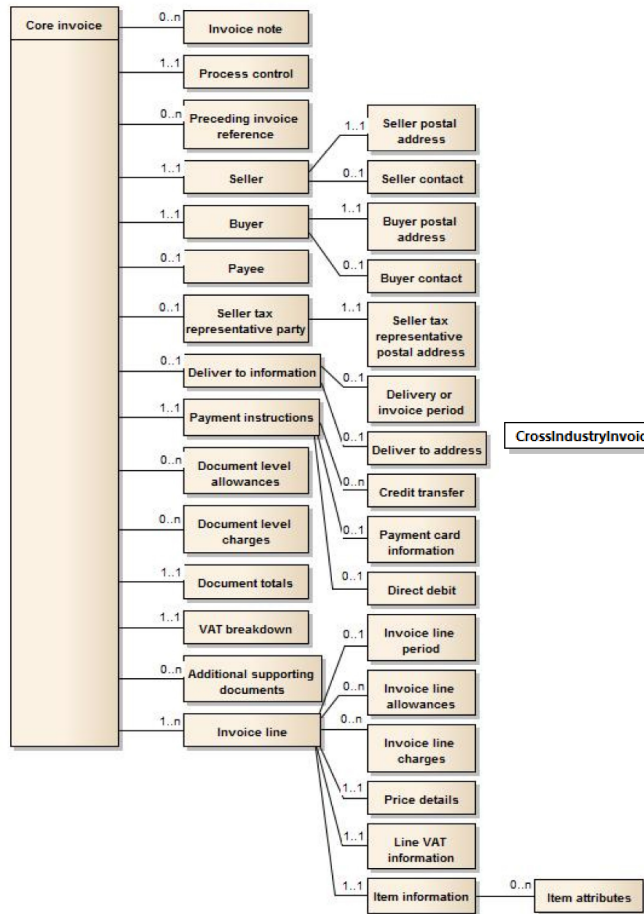 Core invoice
0..n
Invoice note
1..1
Process control
0..n
Preceding invoice
reference
1..1
Seller
1..1
Seller postal
address
0..1
Seller contact
1..1
Buyer
1..1
Buyer postal
address
0..1
Buyer contact
0..1
Payee
0..1
Seller tax
representative party
1..1
Seller tax
representative
postal address
0..1
Deliver to information
0..1
Delivery or
invoice period
0..1
Deliver to address
CrossIndustryInvoic
1..1
Payment instructions
0..n
Credit transfer
0..1
Payment card
information
0..1
Direct debit
0..n
Document level
allowances
0..n
Document level
charges
1..1
Document totals
1..1
VAT breakdown
0..n
Additional supporting
documents
1..n
Invoice line
0..1
Invoice line
period
0..n
Invoice line
allowances
0..n
Invoice line
charges
1..1
Price details
1..1
Line VAT
information
1..1
Item information
0..n
Item attributes